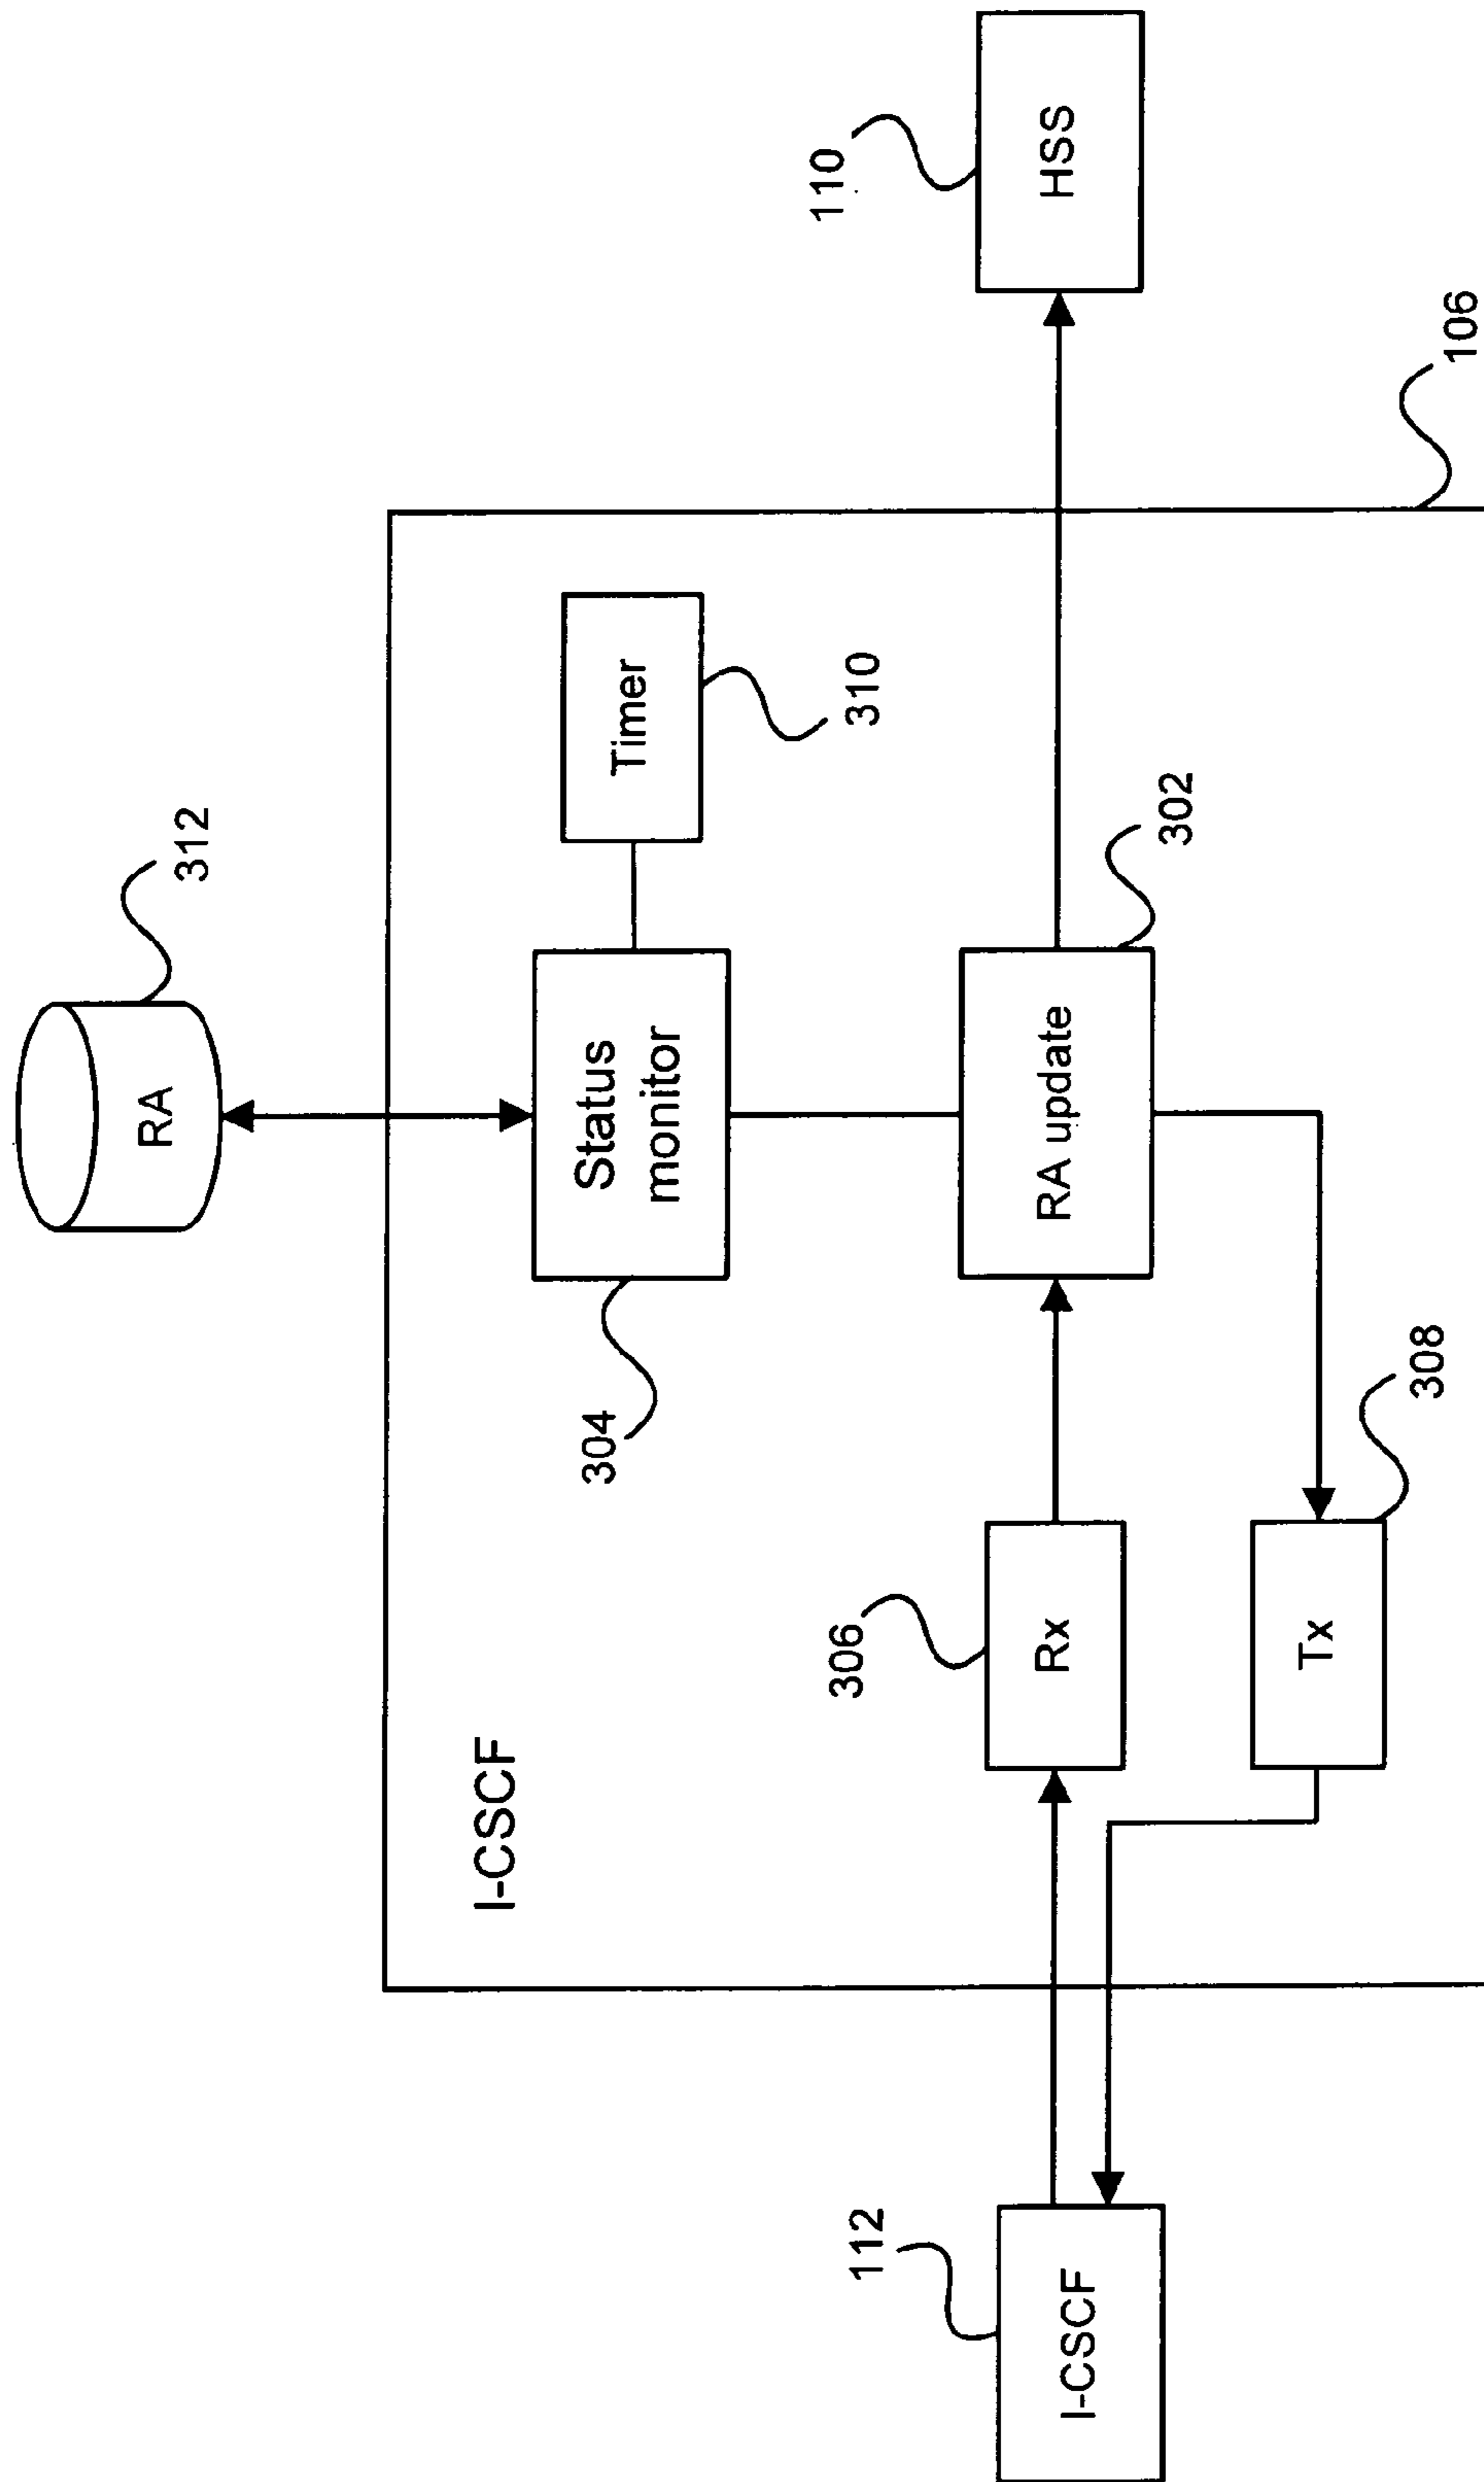 RA
312
I-CSCF
Status
monitor
304
Timer
310
112
I-CSCF
306
Rx
RA update
302
110
HSS
Tx
308
106